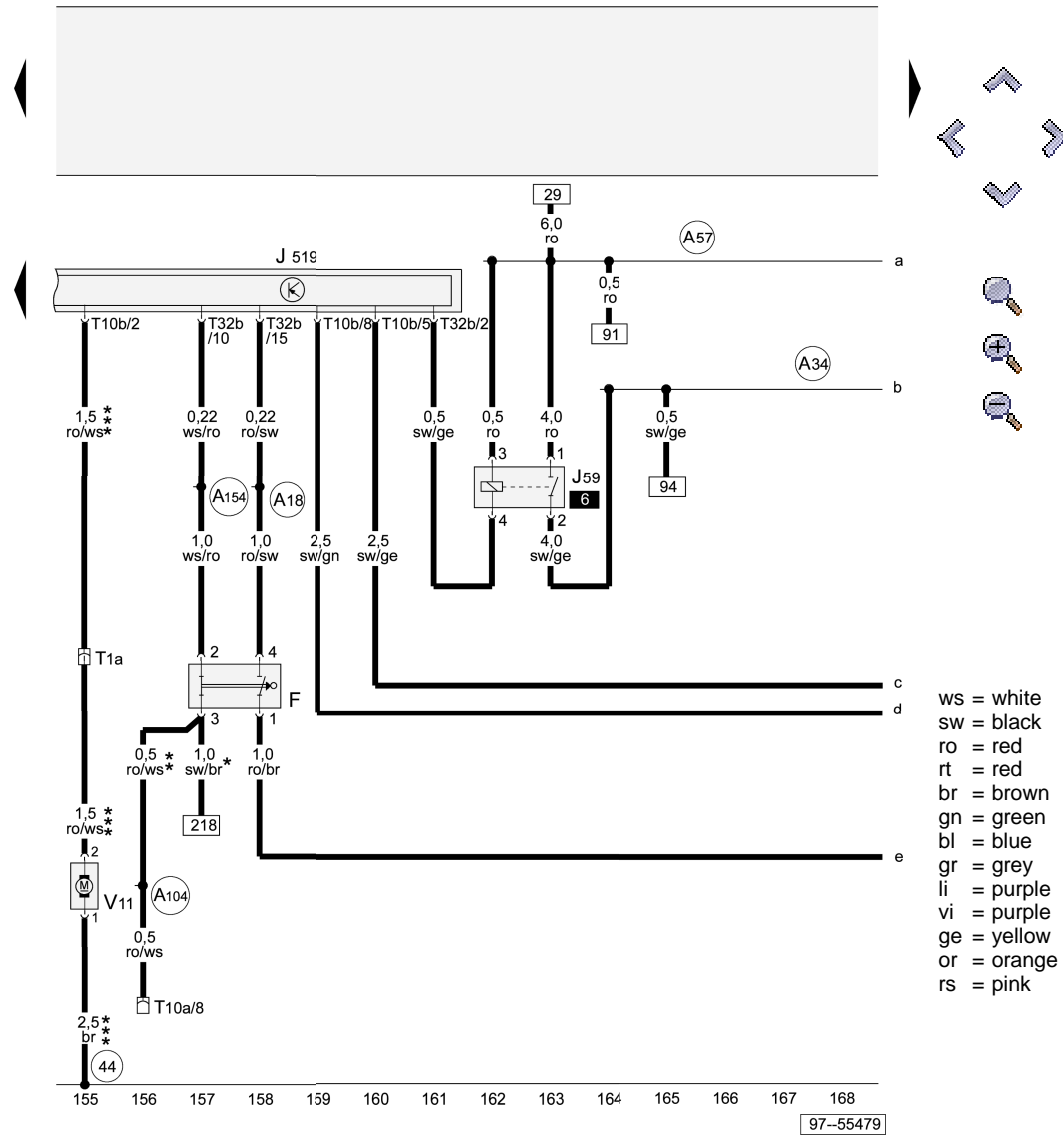 29
6,0
ro
A57
J 519
a
0,5
ro
91
T10b/2
T32b
/10
T32b
/15
T10b/8
T10b/5
T32b/2
A34
b
1,5 ***
ro/ws
0,22
ws/ro
0,22
ro/sw
0,5
sw/ge
0,5
ro
4,0
ro
0,5
sw/ge
3
1
J59
6
94
A154
A18
4
2
1,0
ws/ro
1,0
ro/sw
2,5
sw/gn
2,5
sw/ge
4,0
sw/ge
T1a
2
4
F
c
d
3
1
0,5 **
ro/ws
1,0
sw/br *
1,0
ro/br
218
1,5 ***
ro/ws
e
2
M
V11
A104
1
0,5
ro/ws
T10a/8
2,5 ***
br
44
155 156 157 158 159 160 161 162 163 164 165 166 167 168
97--55479
ws = white
sw = black
ro = red
rt = red
br = brown
gn = green
bl = blue
gr = grey
li = purple
vi = purple
ge = yellow
or = orange
rs = pink